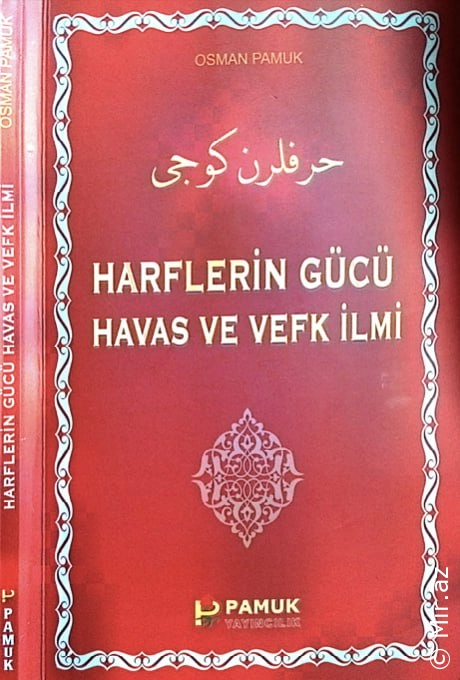 OSMAN PAMUK
حرفلرن كوجى
HARFLERİN GÜCÜ
HAVAS VE VEFK İLMİ
PAMUK
YAYINCILIK
OSMAN PAMUK
HARFLERİN GÜCÜ HAVAS VE VEFK İLMİ
PAMUK
© Mir.az